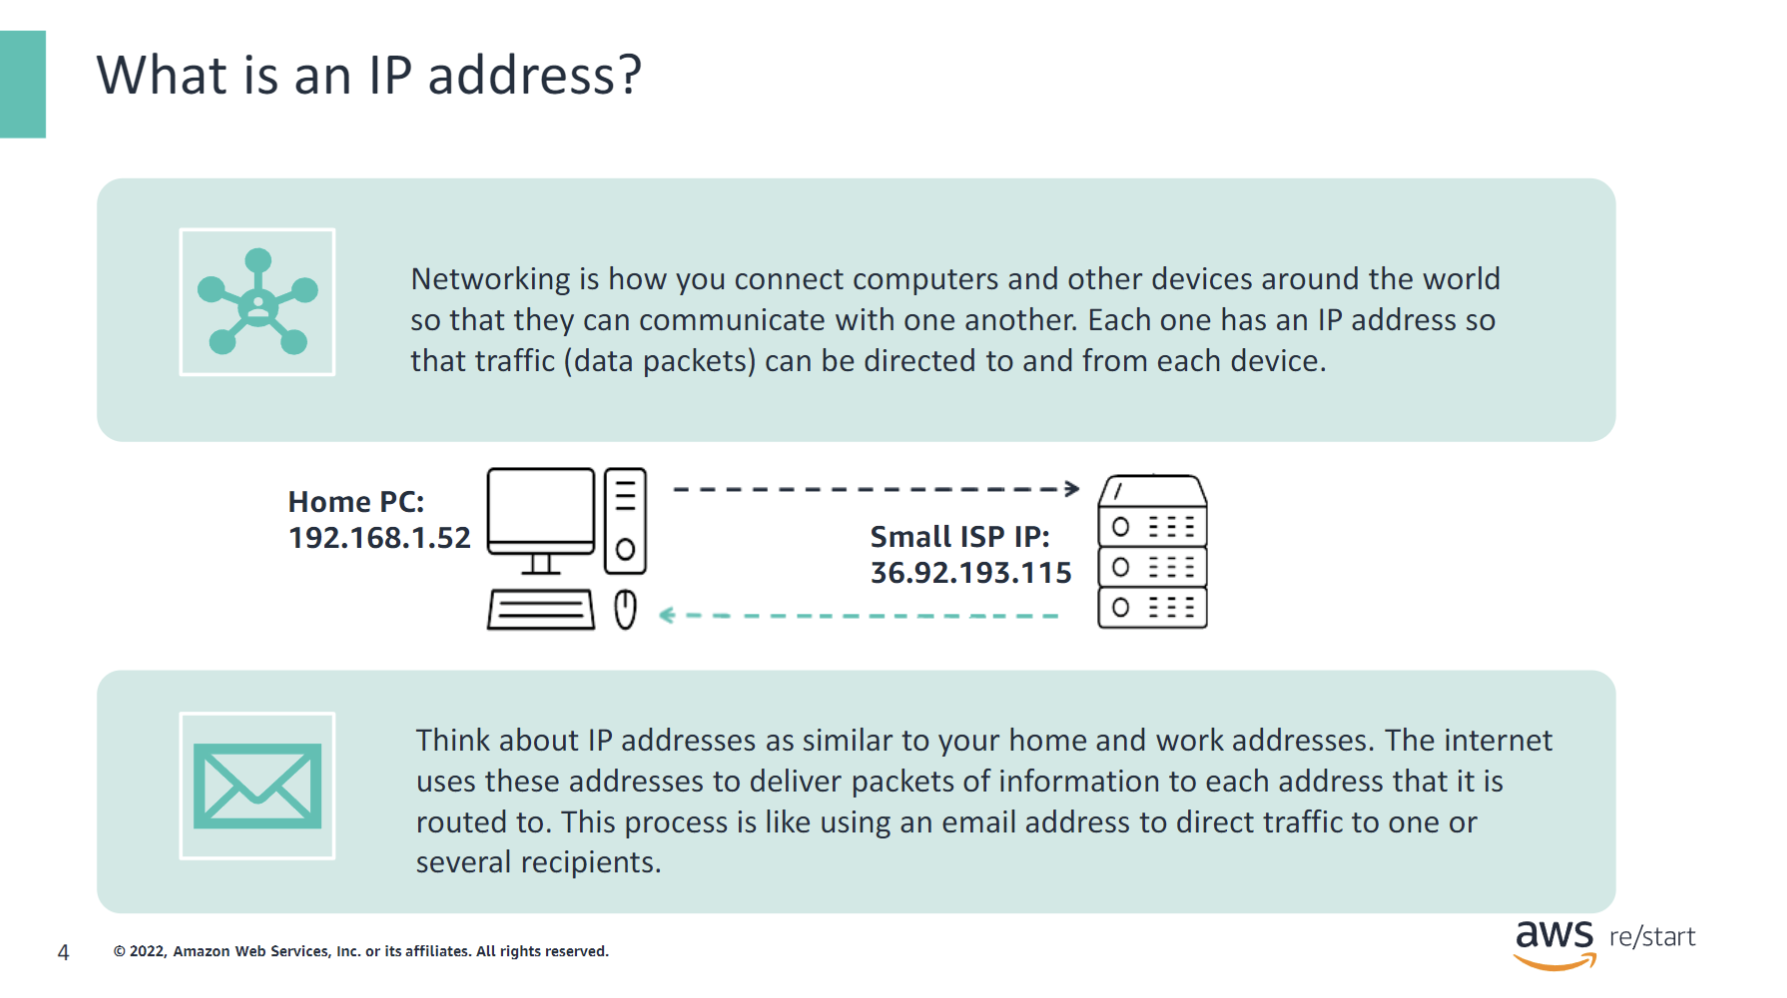 What is an IP address?
Networking is how you connect computers and other devices around the world
so that they can communicate with one another. Each one has an IP address so
that traffic (data packets) can be directed to and from each device.
Home PC:
192.168.1.52
Small ISP IP:
36.92.193.115
Think about IP addresses as similar to your home and work addresses. The internet
uses these addresses to deliver packets of information to each address that it is
routed to. This process is like using an email address to direct traffic to one or
several recipients.
4
© 2022, Amazon Web Services, Inc. or its affiliates. All rights reserved.
aws re/start